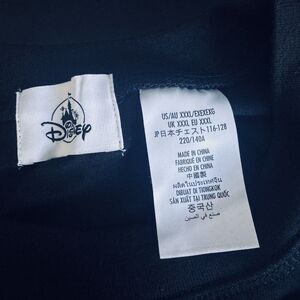 Disney
US/AU XXXL/EXEXEXG
UK XXXL EU XXXL
JP日本チェスト116-128
220/140A
MADE IN CHINA
FABRIQUÉ EN CHINE
HECHO EN CHINA
中國製
ผลิตในประเทศจีน
DIBUAT DI TIONGKOK
SẢN XUẤT TẠI TRUNG QUỐC
중국산
صنع في الصين